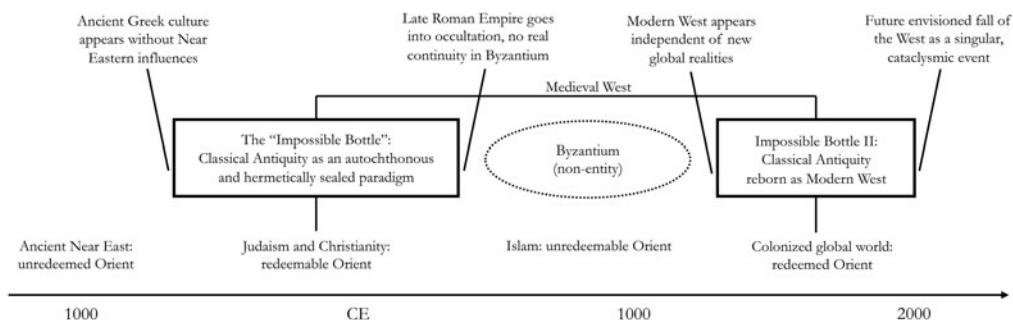 Ancient Greek culture
appears without Near
Eastern influences
Late Roman Empire goes
into occultation, no real
continuity in Byzantium
Modern West appears
independent of new
global realities
Future envisioned fall of
the West as a singular,
cataclysmic event
Medieval West
The “Impossible Bottle”:
Classical Antiquity as an autochthonous
and hermetically sealed paradigm
Byzantium
(non-entity)
Impossible Bottle II:
Classical Antiquity
reborn as Modern West
Ancient Near East:
unredeemed Orient
Judaism and Christianity:
redeemable Orient
Islam: unredeemable Orient
Colonized global world:
redeemed Orient
1000
CE
1000
2000